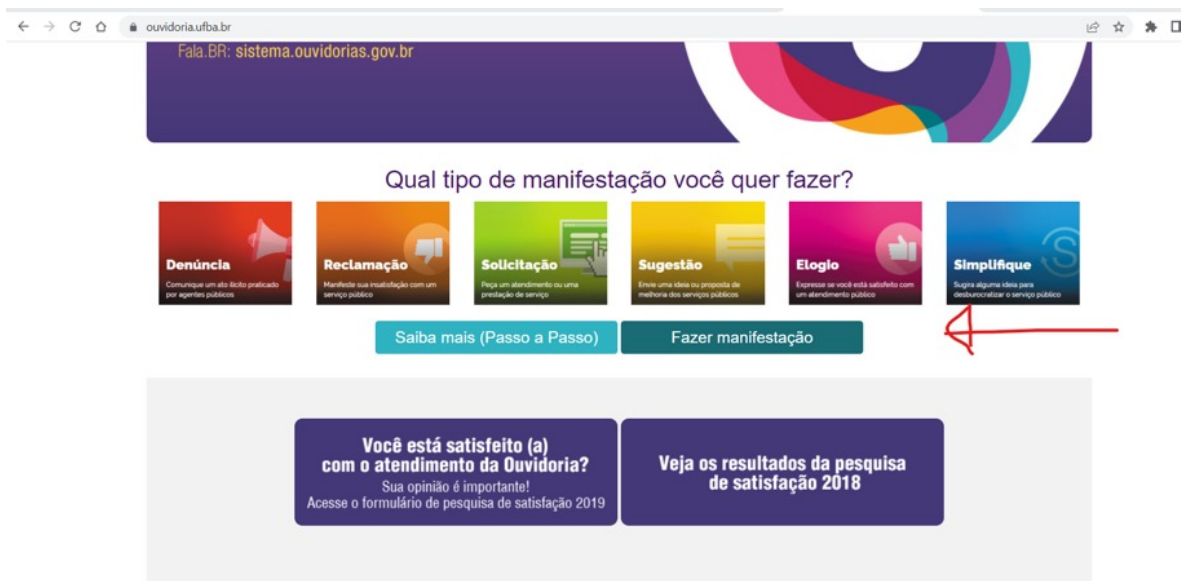 ouvidoria.ufba.br
Fala.BR: sistema.ouvidorias.gov.br
Qual tipo de manifestação você quer fazer?
Denúncia
Comunique um ato ilícito praticado
por agentes públicos
Reclamação
Manifeste sua insatisfação com um
serviço público
Solicitação
Peça um atendimento ou uma
prestação de serviço
Sugestão
Envie uma ideia ou proposta de
melhoria dos serviços públicos
Elogio
Expresse se você está satisfeito com
um atendimento público
Simplifique
Sugira alguma ideia para
desburocratizar o serviço público
Saiba mais (Passo a Passo)
Fazer manifestação
Você está satisfeito (a)
com o atendimento da Ouvidoria?
Sua opinião é importante!
Acesse o formulário de pesquisa de satisfação 2019
Veja os resultados da pesquisa
de satisfação 2018